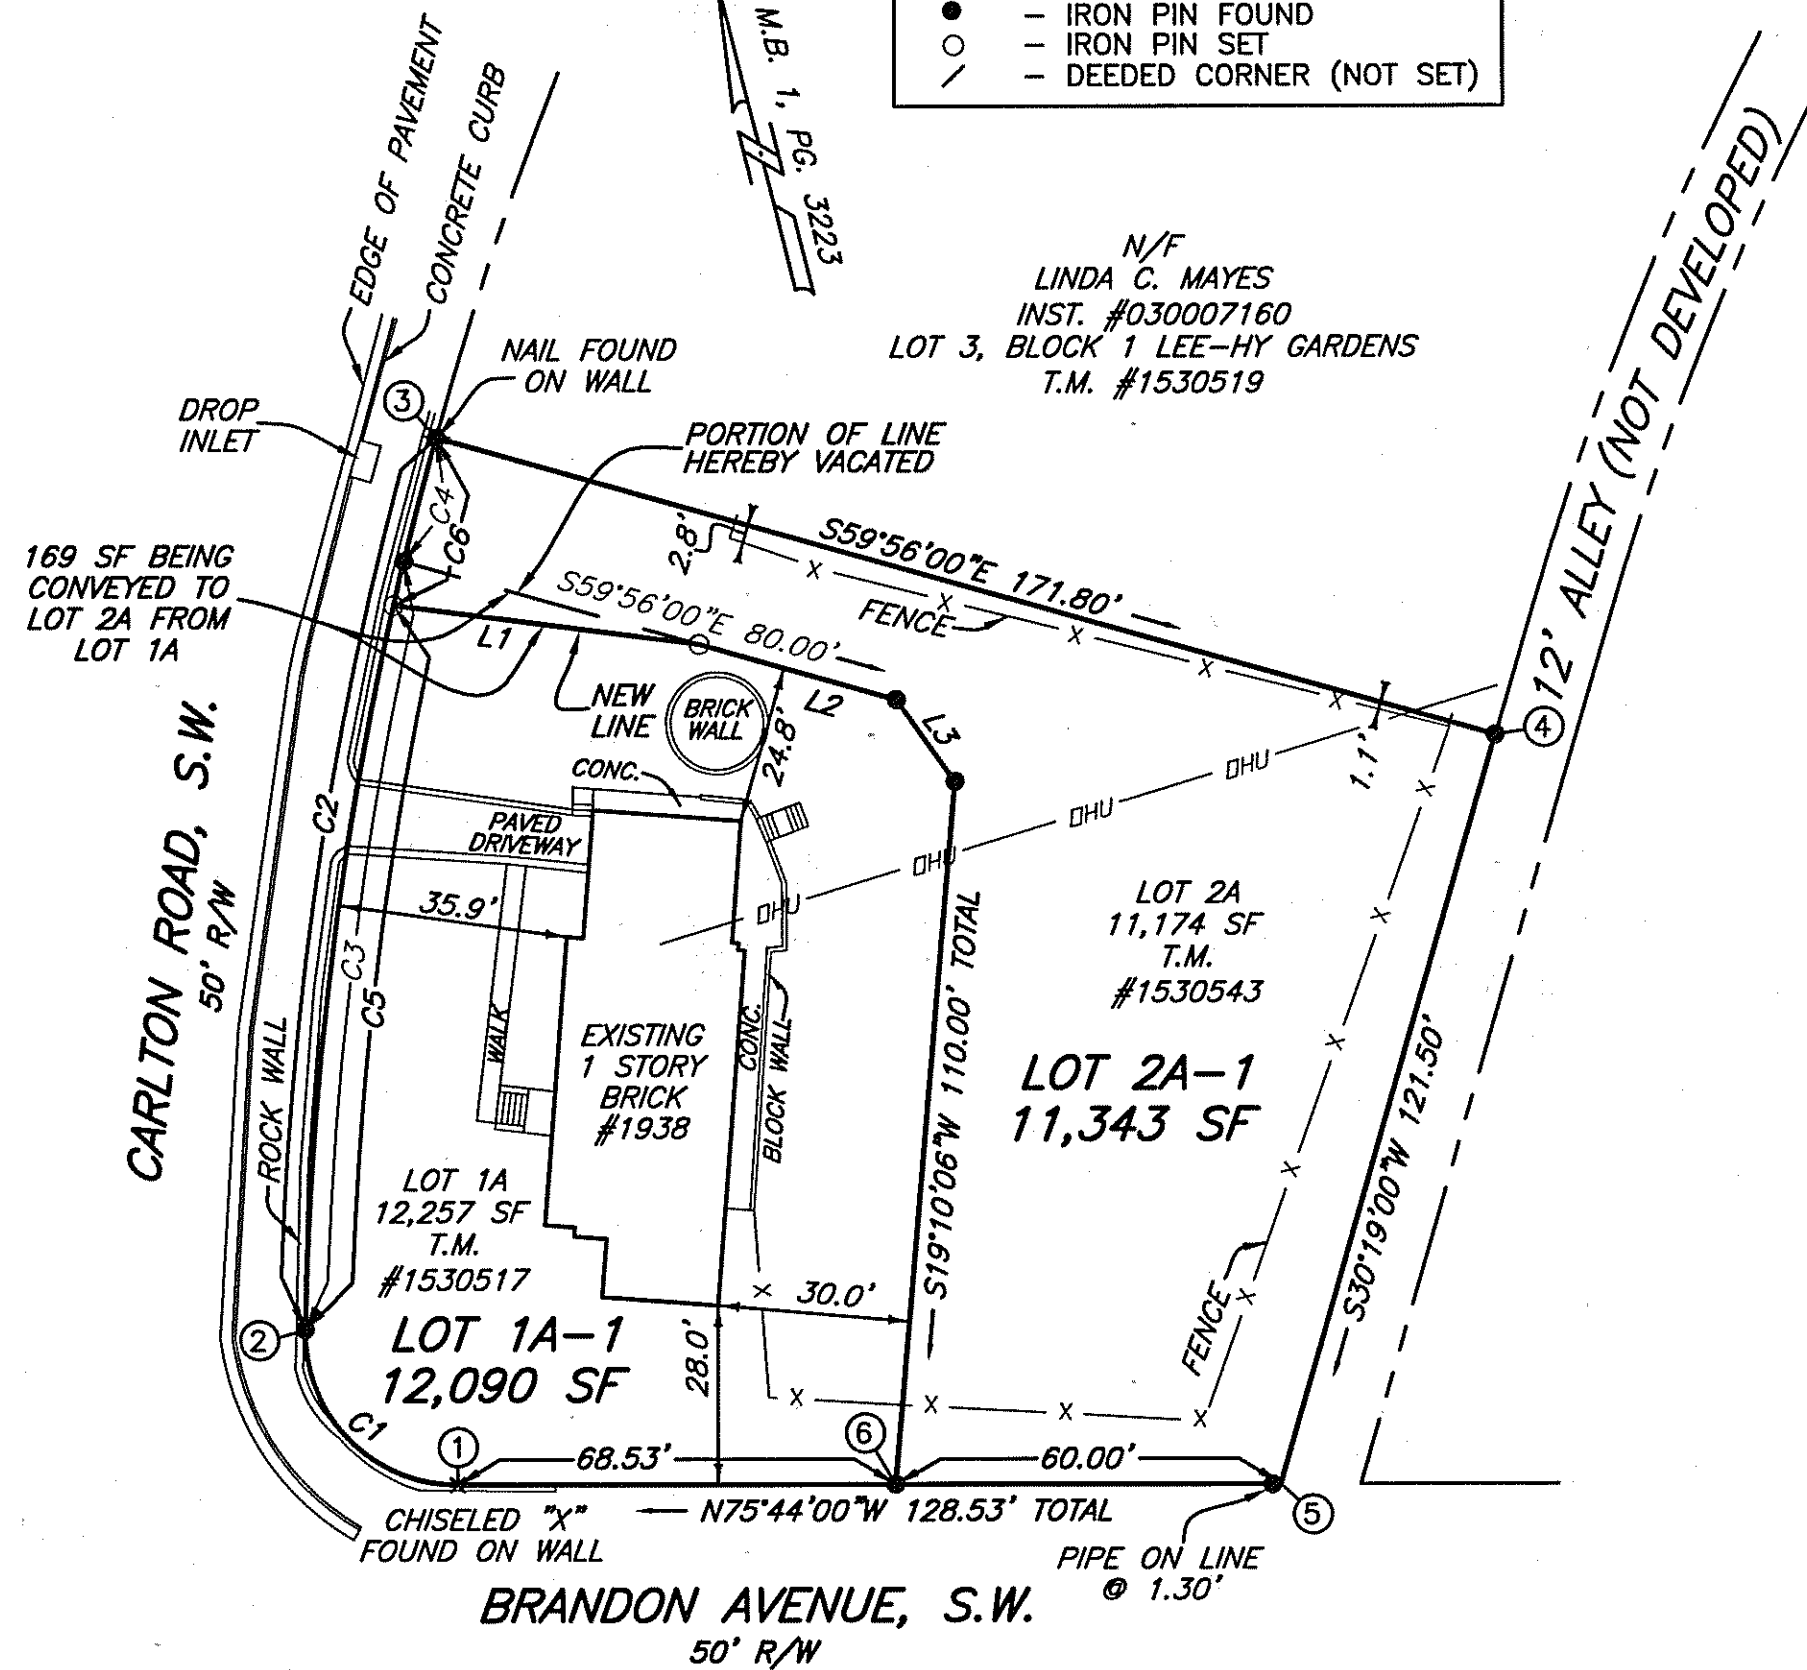 ● – IRON PIN FOUND
○ – IRON PIN SET
/ – DEEDED CORNER (NOT SET)
M.B. 1, PG. 3223
EDGE OF PAVEMENT
CONCRETE CURB
N/F
LINDA C. MAYES
INST. #030007160
LOT 3, BLOCK 1 LEE-HY GARDENS
T.M. #1530519
12' ALLEY (NOT DEVELOPED)
NAIL FOUND
ON WALL
3
DROP
INLET
PORTION OF LINE
HEREBY VACATED
C4
C6
2.8'
S59°56'00"E 171.80'
FENCE
169 SF BEING
CONVEYED TO
LOT 2A FROM
LOT 1A
S59°56'00"E 80.00'
L1
NEW
LINE
BRICK
WALL
L2
L3
24.8'
4
1.1'
OHU
OHU
OHU
OHU
CONC.
PAVED
DRIVEWAY
C2
CARLTON ROAD, S.W.
50' R/W
35.9'
C3
C5
WALK
ROCK WALL
EXISTING
1 STORY
BRICK
#1938
CONC.
BLOCK WALL
S19°10'06"W 110.00' TOTAL
LOT 2A
11,174 SF
T.M.
#1530543
LOT 2A-1
11,343 SF
S30°19'00"W 121.50'
FENCE
LOT 1A
12,257 SF
T.M.
#1530517
LOT 1A-1
12,090 SF
30.0'
28.0'
2
C1
1
68.53'
6
60.00'
5
N75°44'00"W 128.53' TOTAL
CHISELED "X"
FOUND ON WALL
PIPE ON LINE
@ 1.30'
BRANDON AVENUE, S.W.
50' R/W